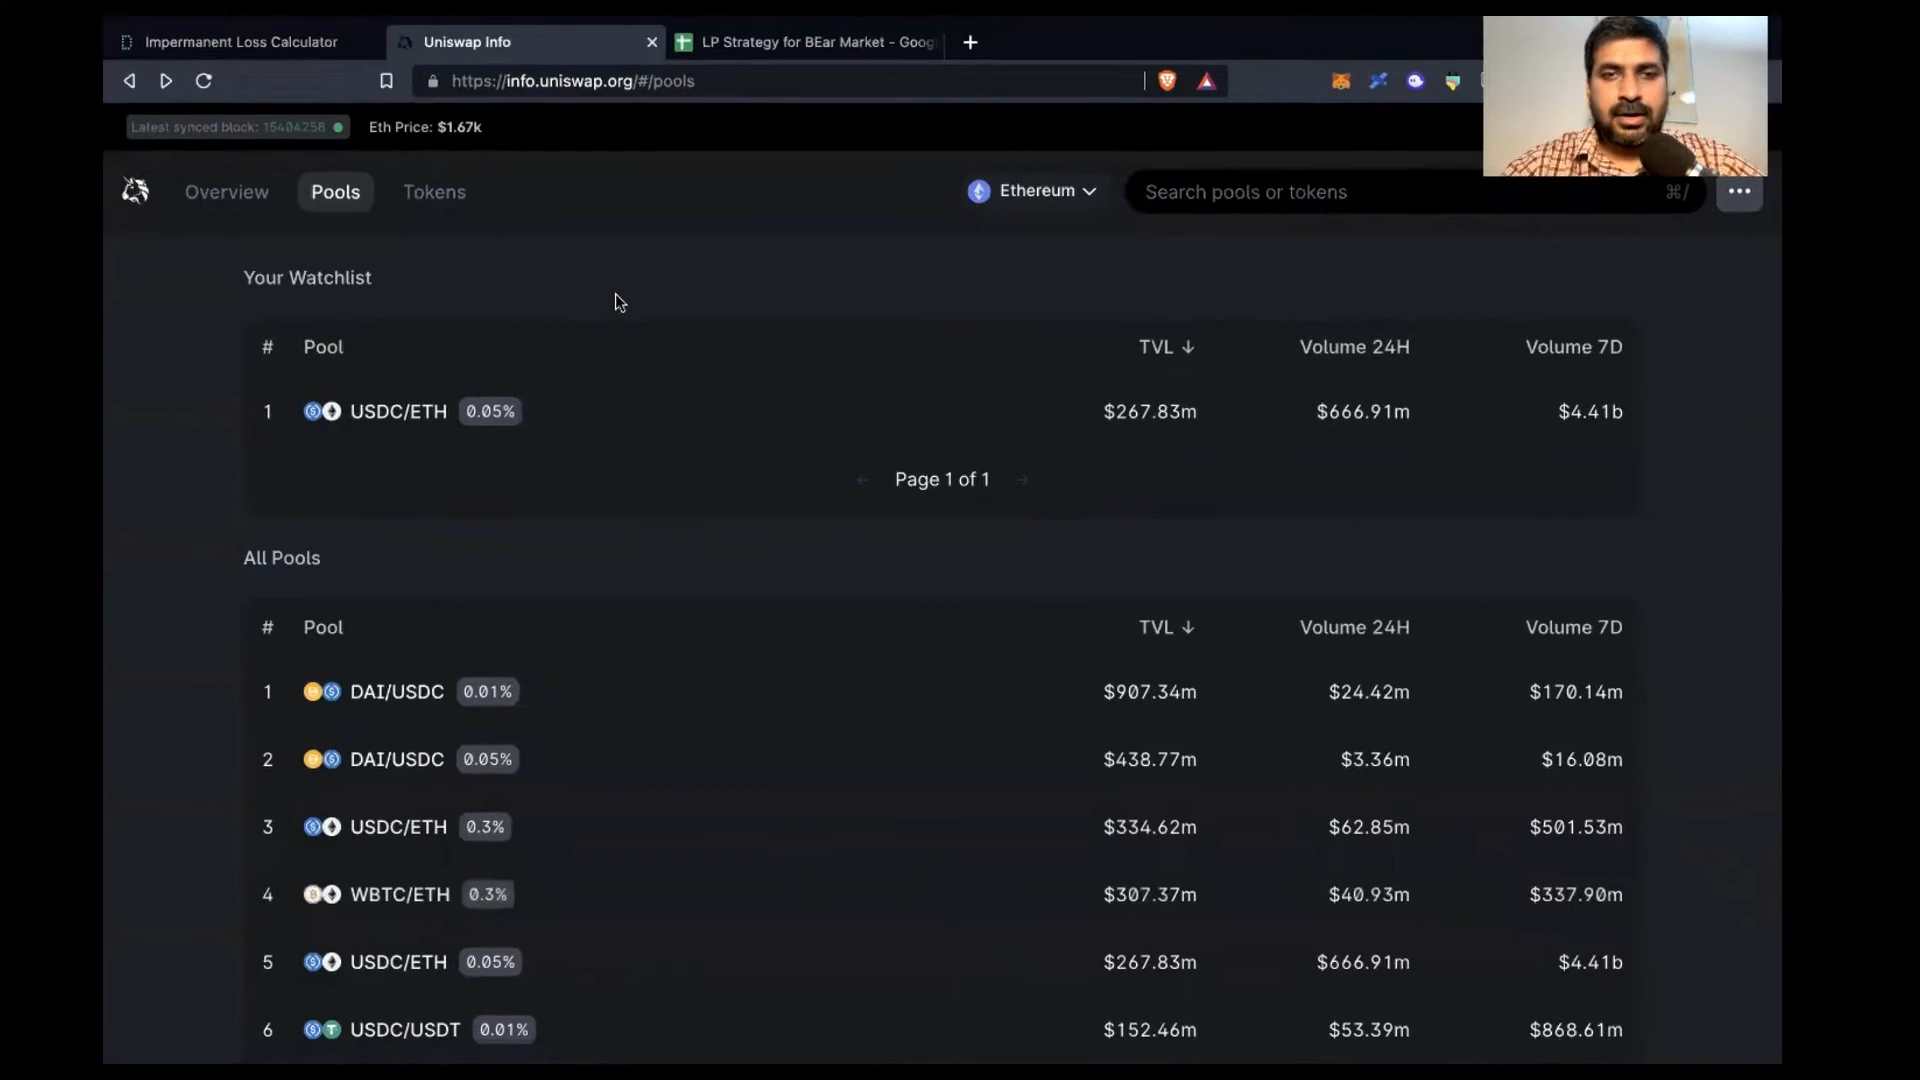 Impermanent Loss Calculator
Uniswap Info
LP Strategy for BEar Market - Goog
https://info.uniswap.org/#/pools
Latest synced block: 15404258
Eth Price: $1.67k
Overview
Pools
Tokens
Ethereum
Search pools or tokens
⌘/
Your Watchlist
# Pool TVL ↓ Volume 24H Volume 7D
1 USDC/ETH 0.05% $267.83m $666.91m $4.41b
← Page 1 of 1 →
All Pools
# Pool TVL ↓ Volume 24H Volume 7D
1 DAI/USDC 0.01% $907.34m $24.42m $170.14m
2 DAI/USDC 0.05% $438.77m $3.36m $16.08m
3 USDC/ETH 0.3% $334.62m $62.85m $501.53m
4 WBTC/ETH 0.3% $307.37m $40.93m $337.90m
5 USDC/ETH 0.05% $267.83m $666.91m $4.41b
6 USDC/USDT 0.01% $152.46m $53.39m $868.61m